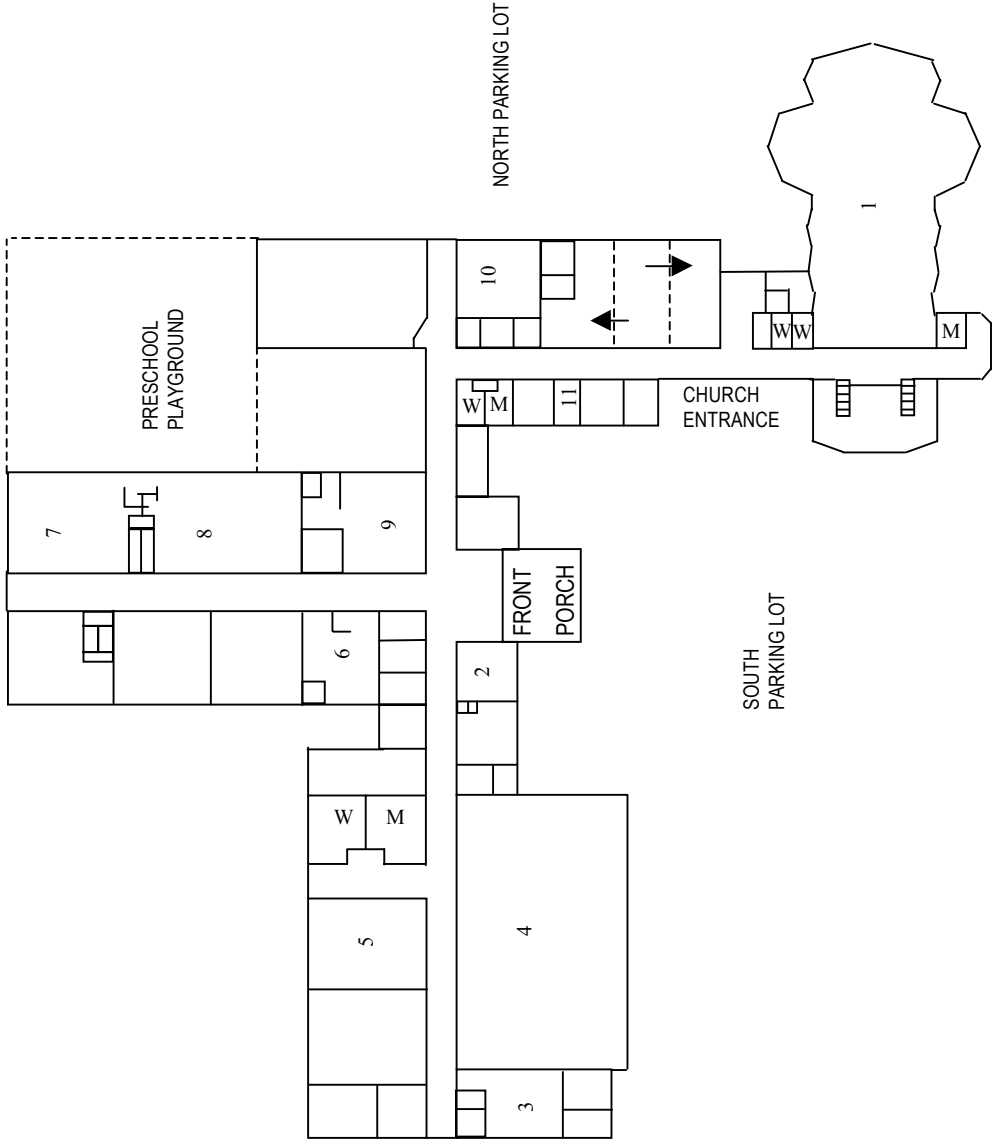 NORTH PARKING LOT
PRESCHOOL
PLAYGROUND
1
10
W
W
M
W
M
11
CHURCH
ENTRANCE
7
8
9
FRONT
PORCH
6
2
SOUTH
PARKING LOT
W
M
5
4
3